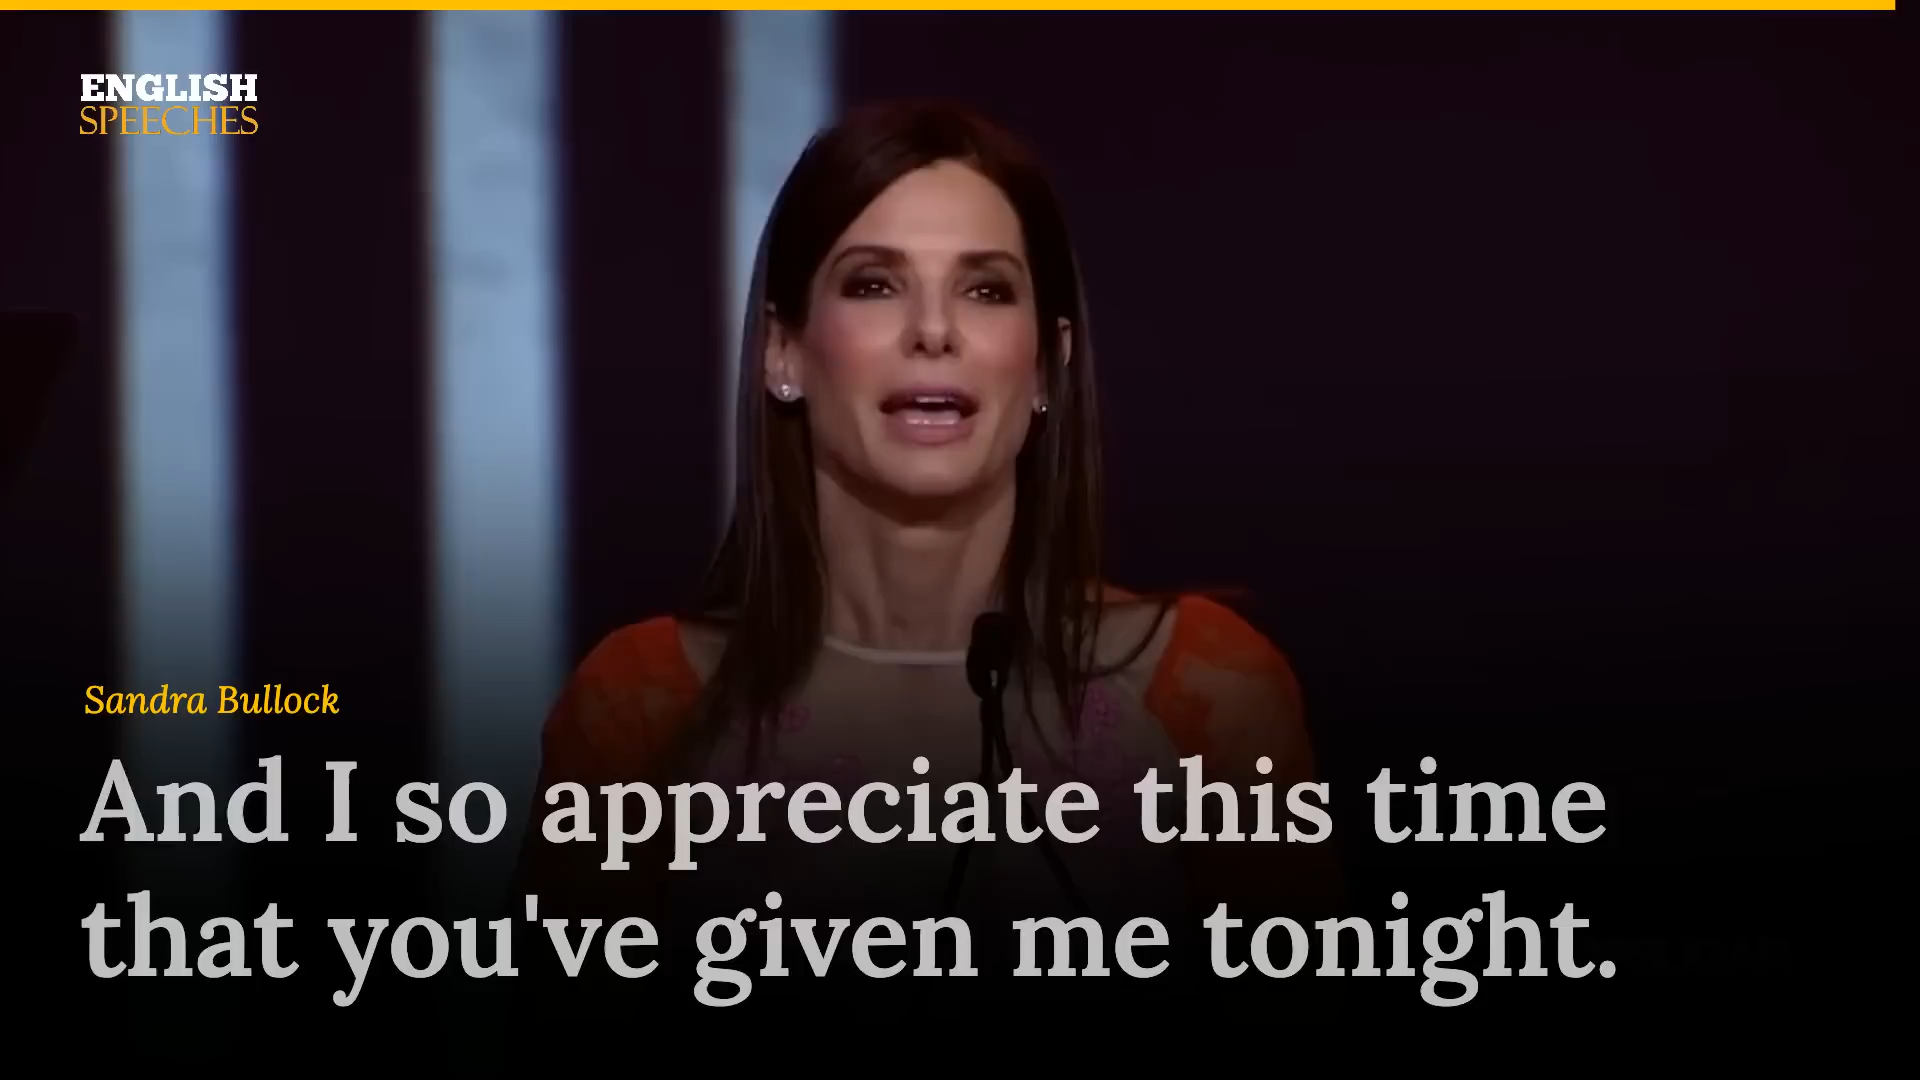 ENGLISH
SPEECHES
Sandra Bullock
And I so appreciate this time
that you've given me tonight.